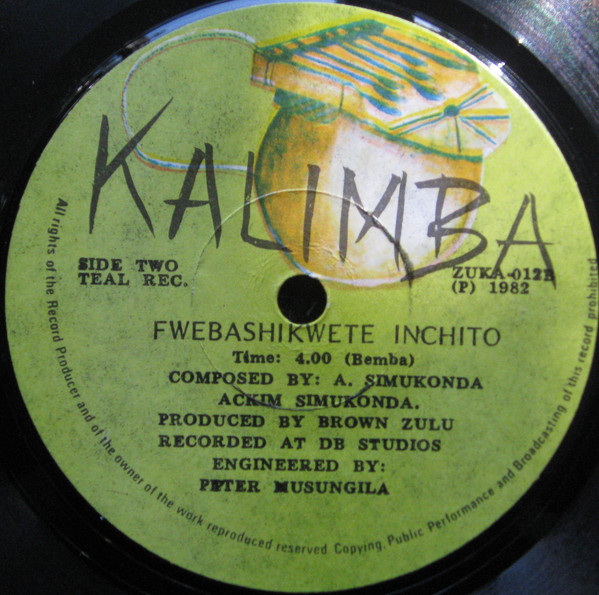 KALIMBA
SIDE TWO
TEAL REC.
ZUKA-012B
(P) 1982
FWEBASHIKWETE INCHITO
Time: 4.00 (Bemba)
COMPOSED BY: A. SIMUKONDA
ACKIM SIMUKONDA.
PRODUCED BY BROWN ZULU
RECORDED AT DB STUDIOS
ENGINEERED BY:
PETER MUSUNGILA
All rights of the Record Producer and of the owner of the work reproduced reserved. Copying, Public Performance and Broadcasting of this record prohibited